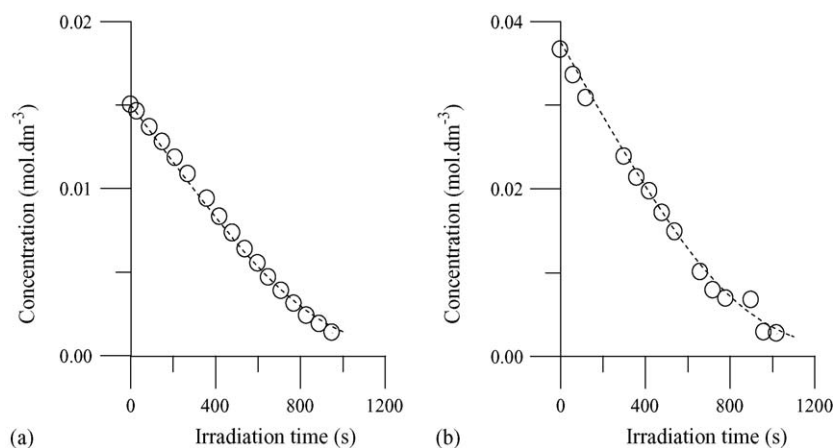 0.02
0.01
0.00
Concentration (mol.dm-3)
0 400 800 1200
(a) Irradiation time (s)
0.04
0.02
0.00
Concentration (mol.dm-3)
0 400 800 1200
(b) Irradiation time (s)